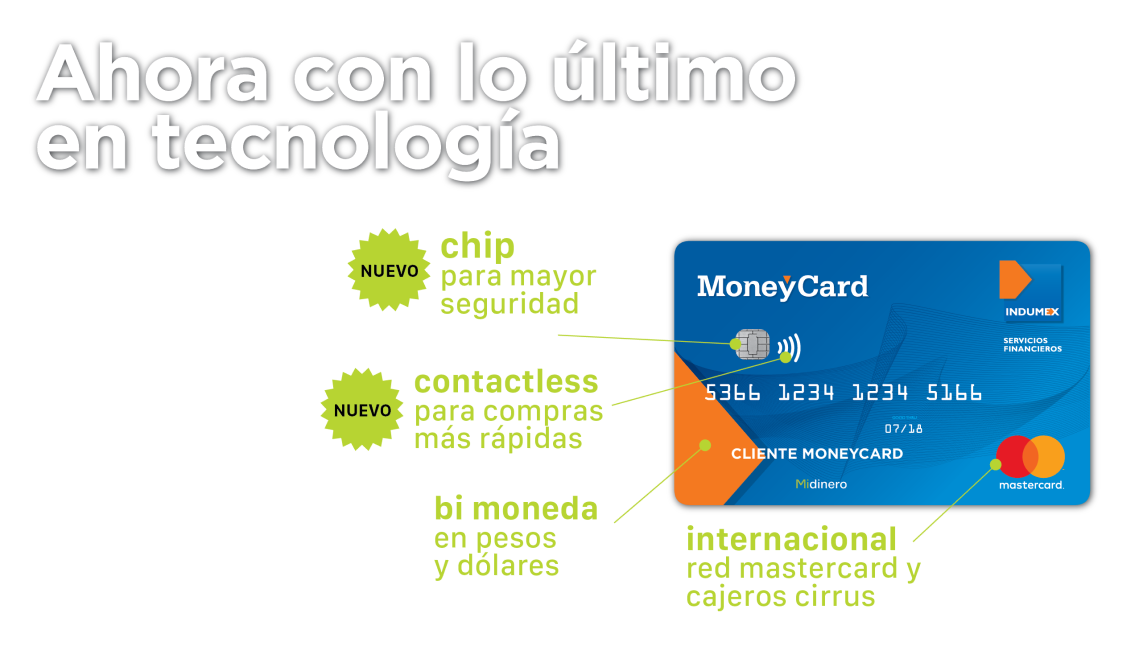 Ahora con lo último
en tecnología
NUEVO
chip
para mayor
seguridad
NUEVO
contactless
para compras
más rápidas
bi moneda
en pesos
y dólares
MoneyCard
INDUMEX
SERVICIOS
FINANCIEROS
5366 1234 1234 5166
07/18
CLIENTE MONEYCARD
Midinero
mastercard.
internacional
red mastercard y
cajeros cirrus